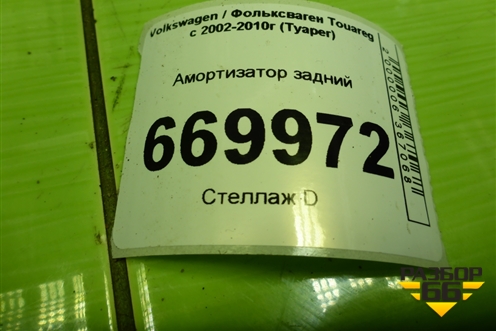 Volkswagen / Фольксваген Touareg
с 2002-2010г (Туарег)
Амортизатор задний
669972
Стеллаж D
РАЗБОР
66